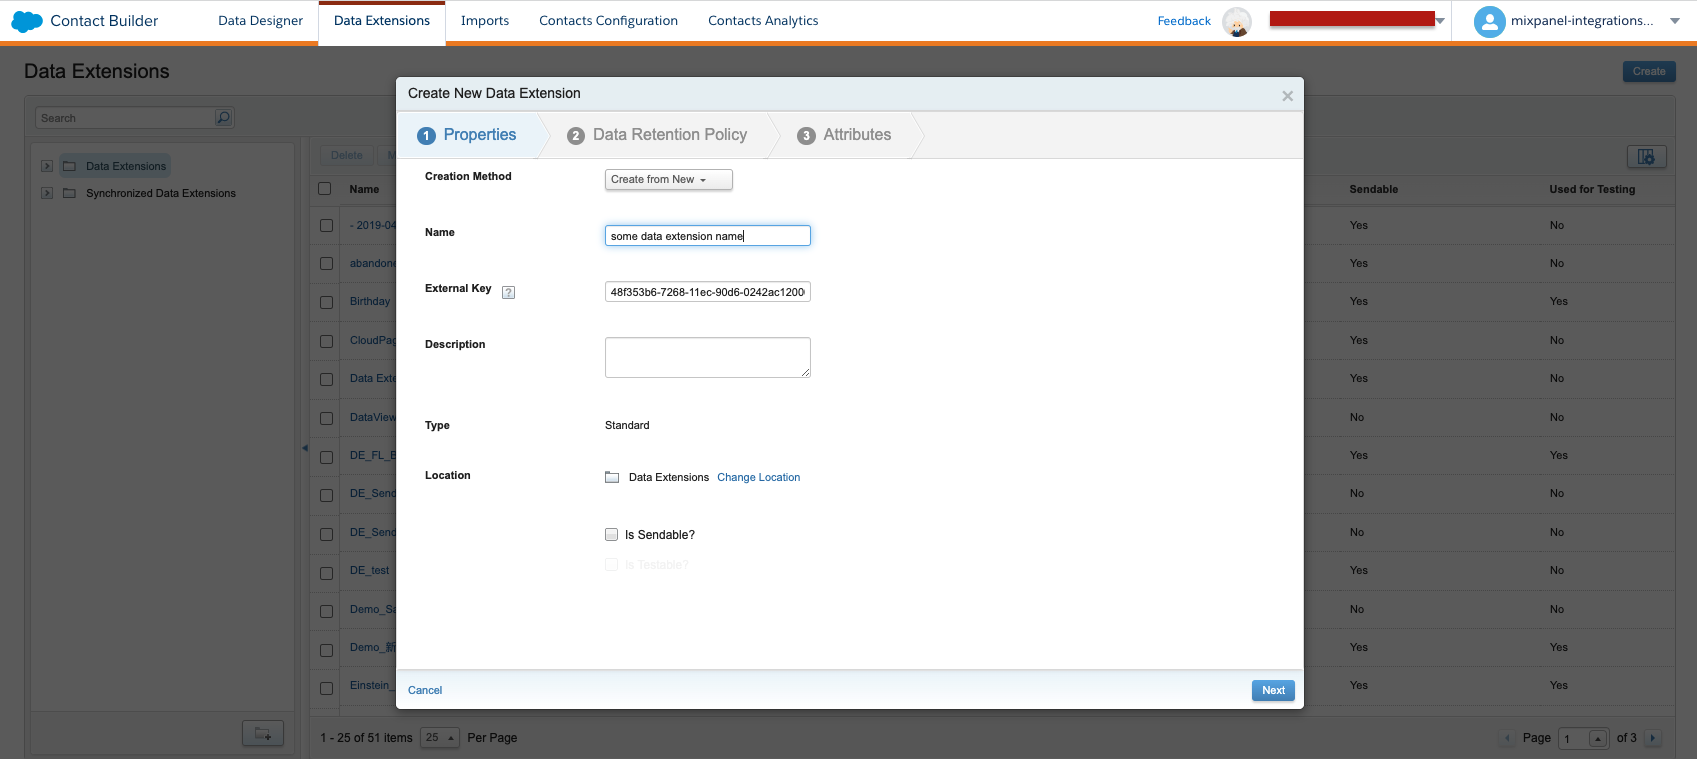 Contact Builder Data Designer Data Extensions Imports Contacts Configuration Contacts Analytics Feedback mixpanel-integrations...
Data Extensions Create
Search
Data Extensions
Synchronized Data Extensions
Delete M
Name Sendable Used for Testing
- 2019-04 Yes No
abandone Yes No
Birthday Yes Yes
CloudPag Yes No
Data Exte Yes No
DataView No No
DE_FL_B Yes Yes
DE_Send No No
DE_Send No No
DE_test Yes No
Demo_Sa No No
Demo_新 Yes Yes
Einstein_ Yes Yes
1 - 25 of 51 items 25 Per Page Page 1 of 3
Create New Data Extension
1 Properties 2 Data Retention Policy 3 Attributes
Creation Method Create from New
Name some data extension name
External Key ? 48f353b6-7268-11ec-90d6-0242ac1200
Description
Type Standard
Location Data Extensions Change Location
Is Sendable?
Is Testable?
Cancel Next